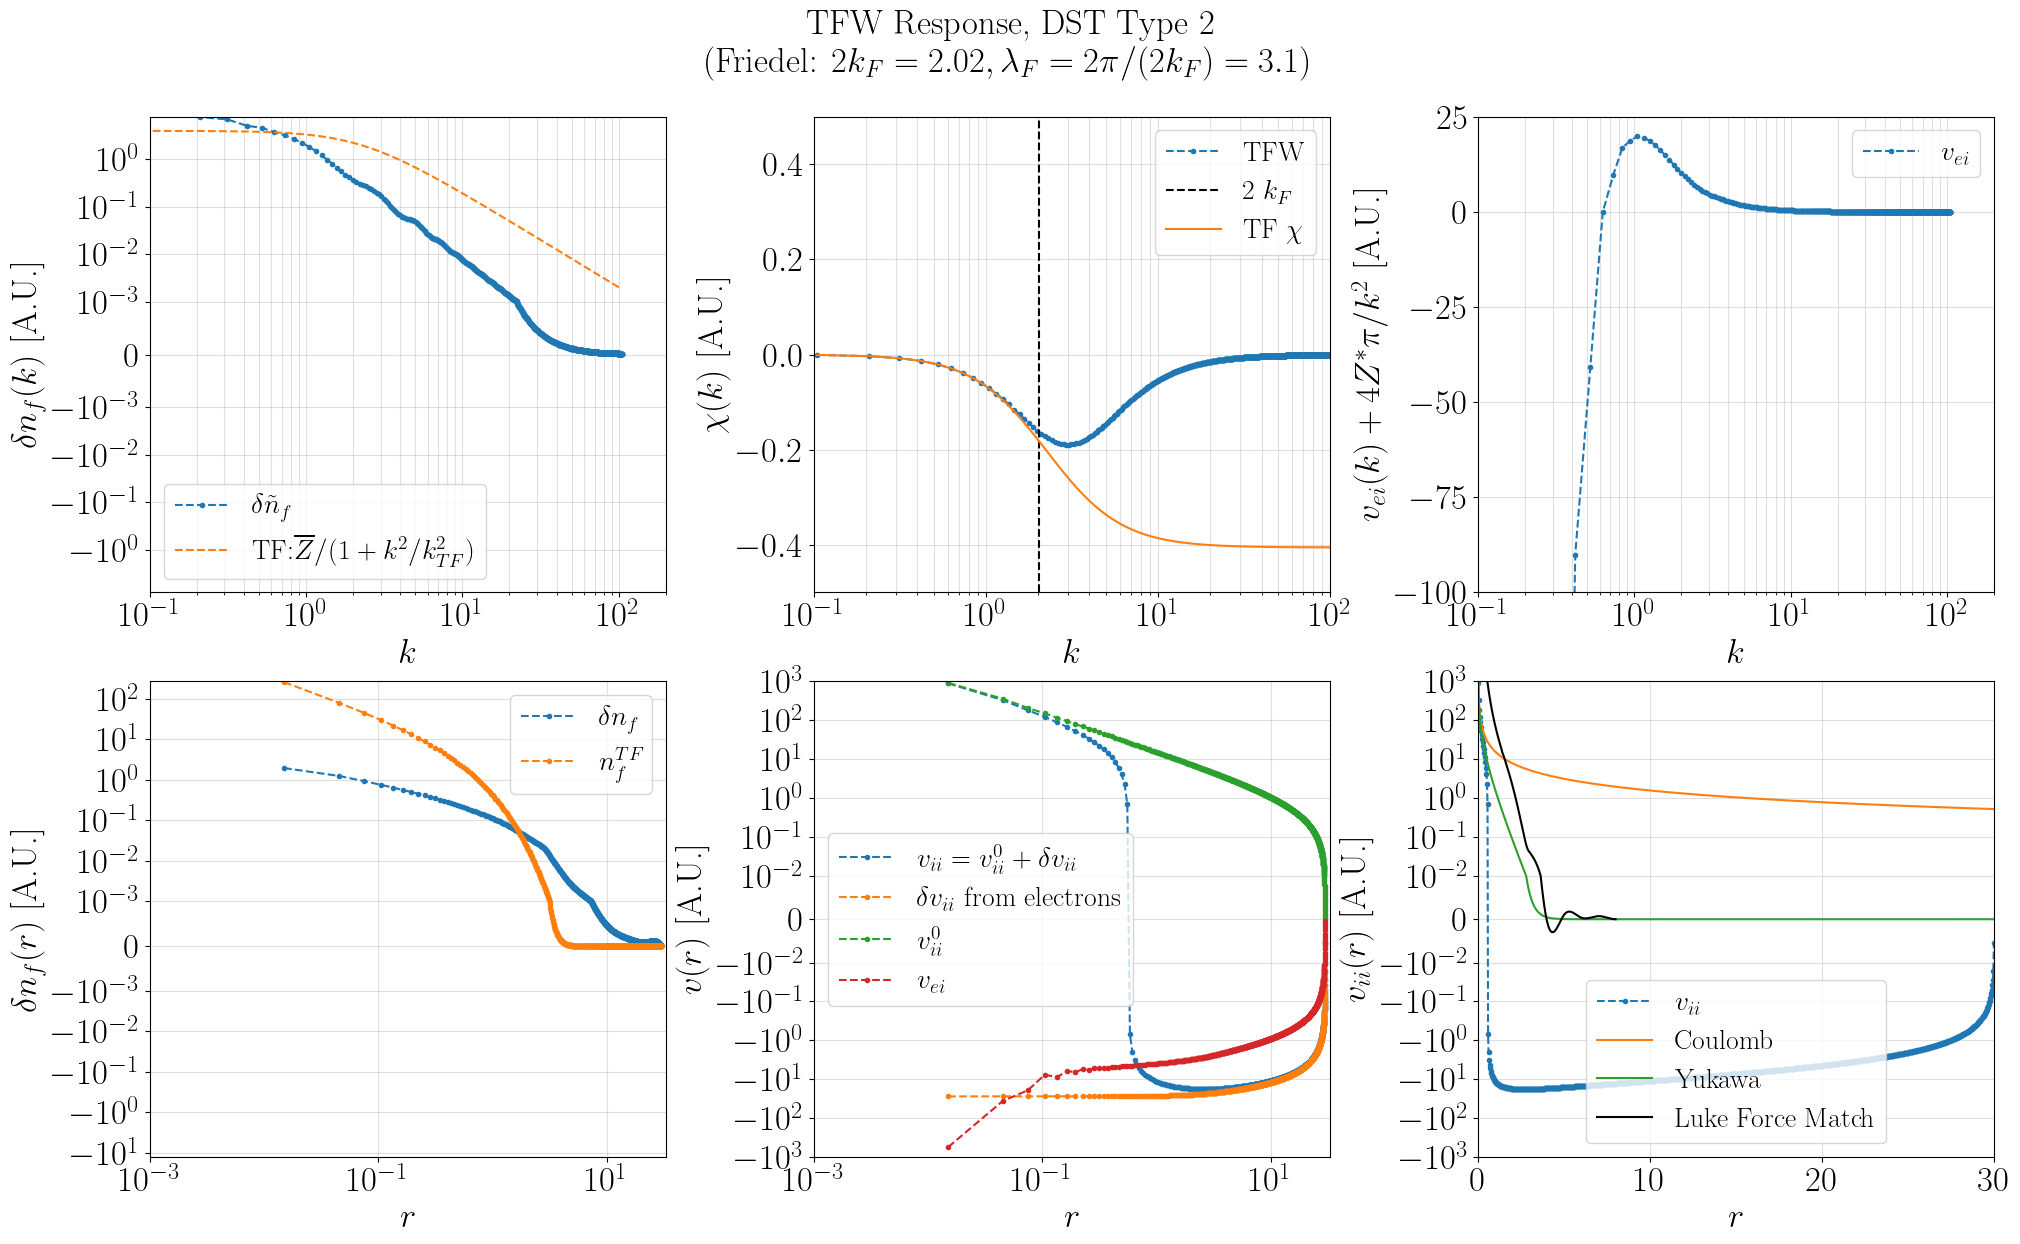 TFW Response, DST Type 2
(Friedel: 2k_F = 2.02, λ_F = 2π/(2k_F) = 3.1)
δn_f(k) [A.U.]
10^0
10^-1
10^-2
10^-3
0
−10^-3
−10^-2
−10^-1
−10^0
δñ_f
TF:Z̅/(1 + k^2/k_TF^2)
10^-1 10^0 10^1 10^2
k
χ(k) [A.U.]
0.4
0.2
0.0
−0.2
−0.4
TFW
2 k_F
TF χ
10^-1 10^0 10^1 10^2
k
v_ei(k) + 4Z*π/k^2 [A.U.]
25
0
−25
−50
−75
−100
v_ei
10^-1 10^0 10^1 10^2
k
δn_f(r) [A.U.]
10^2
10^1
10^0
10^-1
10^-2
10^-3
0
−10^-3
−10^-2
−10^-1
−10^0
−10^1
δn_f
n_f^TF
10^-3 10^-1 10^1
r
v(r) [A.U.]
10^3
10^2
10^1
10^0
10^-1
10^-2
0
−10^-2
−10^-1
−10^0
−10^1
−10^2
−10^3
v_ii = v_ii^0 + δv_ii
δv_ii from electrons
v_ii^0
v_ei
10^-3 10^-1 10^1
r
v_ii(r) [A.U.]
10^3
10^2
10^1
10^0
10^-1
10^-2
0
−10^-2
−10^-1
−10^0
−10^1
−10^2
−10^3
v_ii
Coulomb
Yukawa
Luke Force Match
0 10 20 30
r